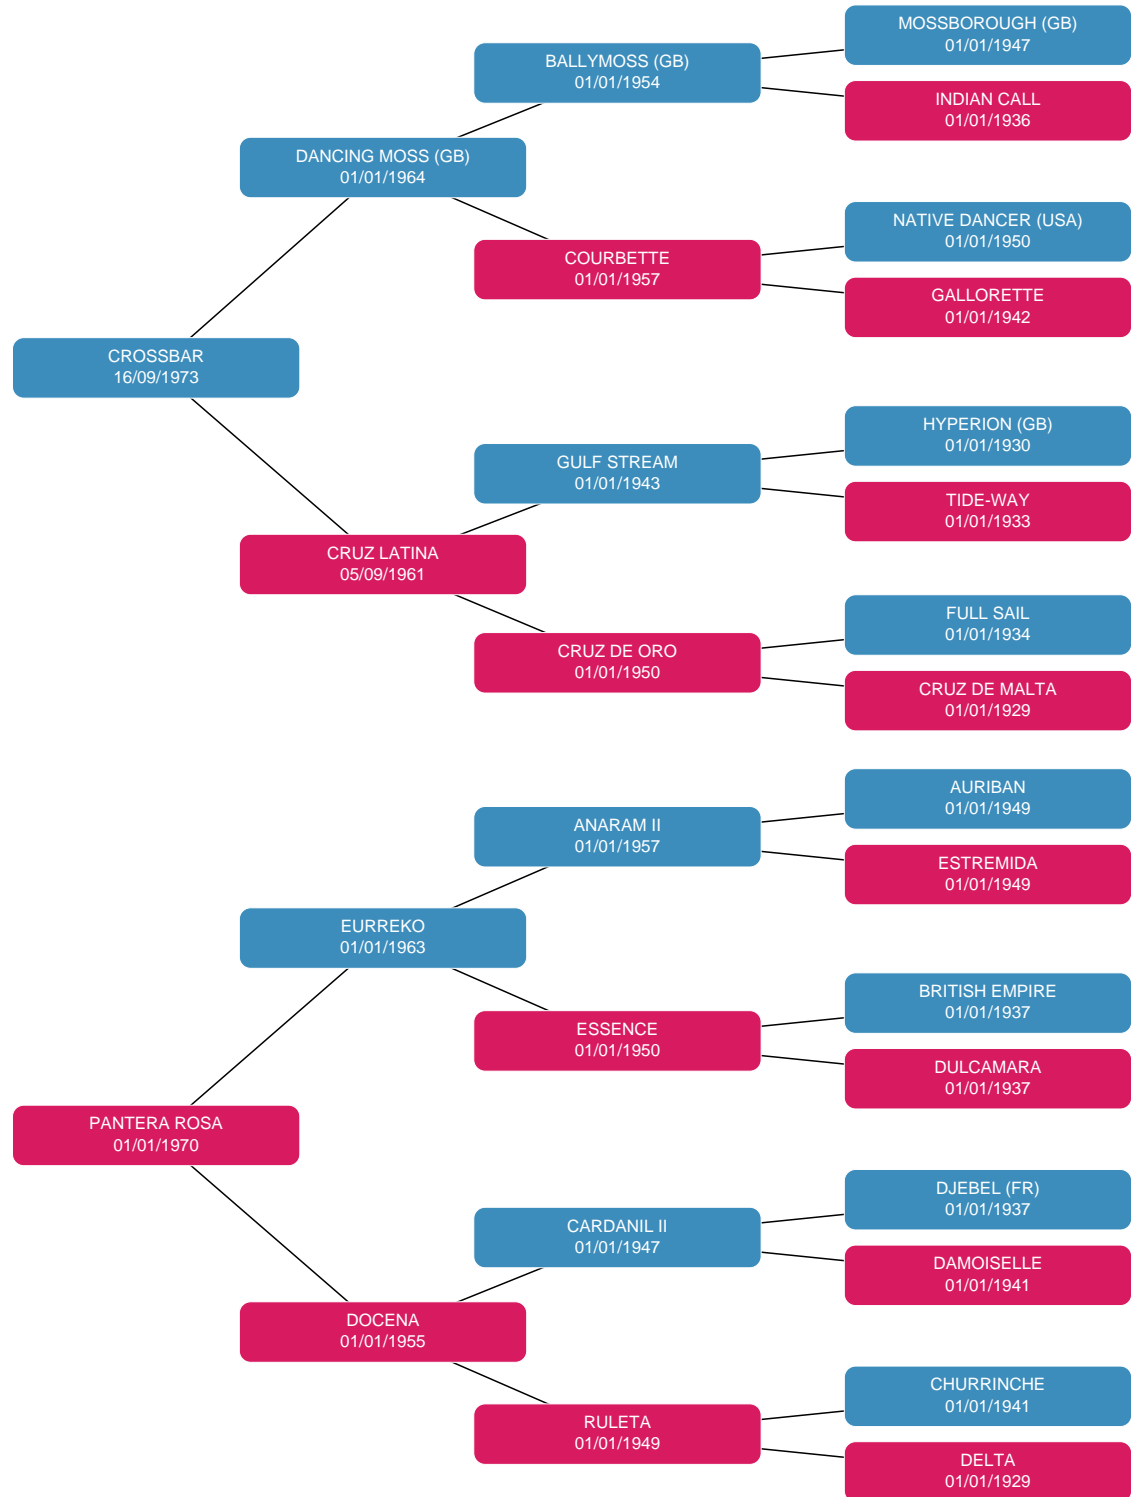 MOSSBOROUGH (GB)
01/01/1947
BALLYMOSS (GB)
01/01/1954
INDIAN CALL
01/01/1936
DANCING MOSS (GB)
01/01/1964
NATIVE DANCER (USA)
01/01/1950
COURBETTE
01/01/1957
GALLORETTE
01/01/1942
CROSSBAR
16/09/1973
HYPERION (GB)
01/01/1930
GULF STREAM
01/01/1943
TIDE-WAY
01/01/1933
CRUZ LATINA
05/09/1961
FULL SAIL
01/01/1934
CRUZ DE ORO
01/01/1950
CRUZ DE MALTA
01/01/1929
AURIBAN
01/01/1949
ANARAM II
01/01/1957
ESTREMIDA
01/01/1949
EURREKO
01/01/1963
BRITISH EMPIRE
01/01/1937
ESSENCE
01/01/1950
DULCAMARA
01/01/1937
PANTERA ROSA
01/01/1970
DJEBEL (FR)
01/01/1937
CARDANIL II
01/01/1947
DAMOISELLE
01/01/1941
DOCENA
01/01/1955
CHURRINCHE
01/01/1941
RULETA
01/01/1949
DELTA
01/01/1929